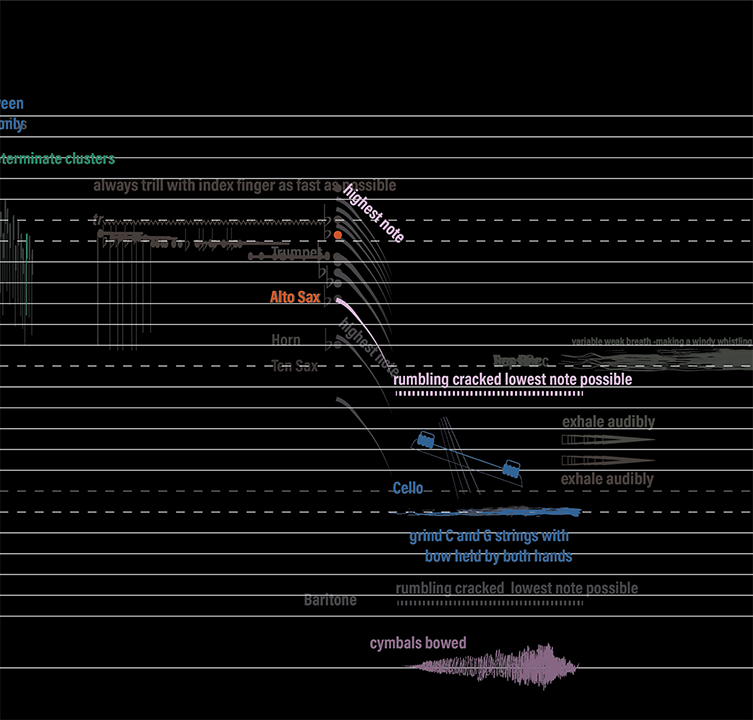 een
only
terminate clusters
always trill with index finger as fast as possible
highest note
tr
Trumpet
Alto Sax
Horn
highest note
Ten Sax
variable weak breath -making a windy whistling
rumbling cracked lowest note possible
exhale audibly
exhale audibly
Cello
grind C and G strings with
bow held by both hands
rumbling cracked lowest note possible
Baritone
cymbals bowed